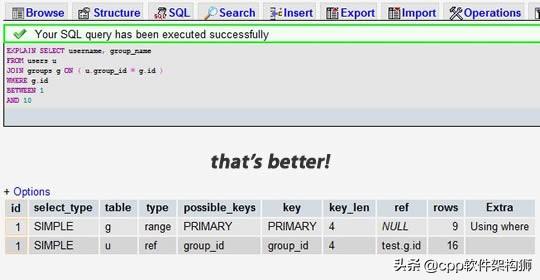 Browse Structure SQL Search Insert Export Import Operations
Your SQL query has been executed successfully
EXPLAIN SELECT username, group_name
FROM users u
JOIN groups g ON ( u.group_id = g.id )
WHERE g.id
BETWEEN 1
AND 10
that's better!
+ Options
id select_type table type possible_keys key key_len ref rows Extra
1 SIMPLE g range PRIMARY PRIMARY 4 NULL 9 Using where
1 SIMPLE u ref group_id group_id 4 test.g.id 16
头条 @cpp软件架构狮